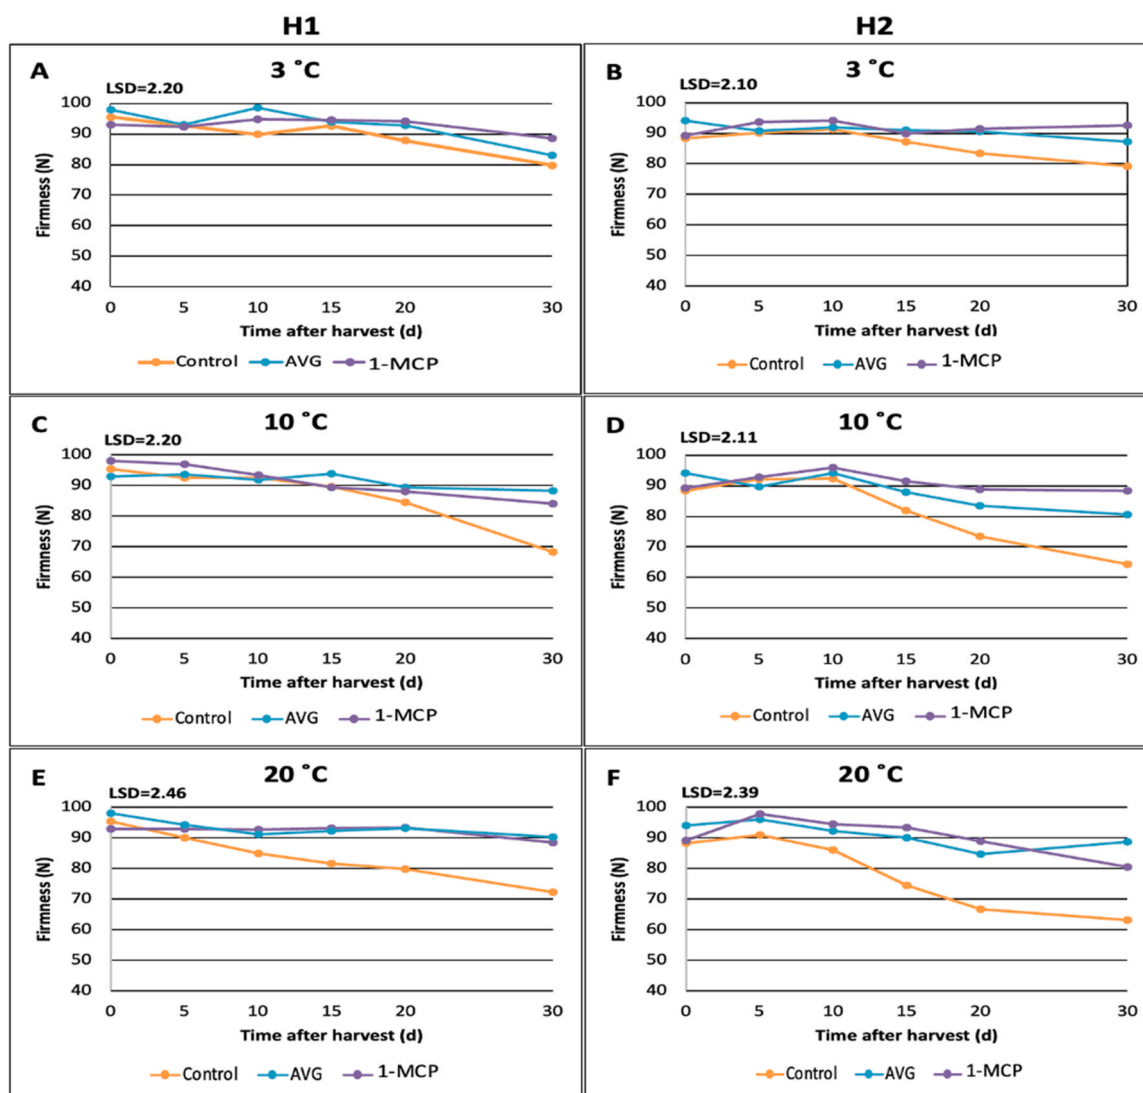 H1 H2
A 3 °C
LSD=2.20
100
90
80
70
60
50
40
Firmness (N)
0 5 10 15 20 30
Time after harvest (d)
Control AVG 1-MCP
B 3 °C
LSD=2.10
100
90
80
70
60
50
40
Firmness (N)
0 5 10 15 20 30
Time after harvest (d)
Control AVG 1-MCP
C 10 °C
LSD=2.20
100
90
80
70
60
50
40
Firmness (N)
0 5 10 15 20 30
Time after harvest (d)
Control AVG 1-MCP
D 10 °C
LSD=2.11
100
90
80
70
60
50
40
Firmness (N)
0 5 10 15 20 30
Time after harvest (d)
Control AVG 1-MCP
E 20 °C
LSD=2.46
100
90
80
70
60
50
40
Firmness (N)
0 5 10 15 20 30
Time after harvest (d)
Control AVG 1-MCP
F 20 °C
LSD=2.39
100
90
80
70
60
50
40
Firmness (N)
0 5 10 15 20 30
Time after harvest (d)
Control AVG 1-MCP